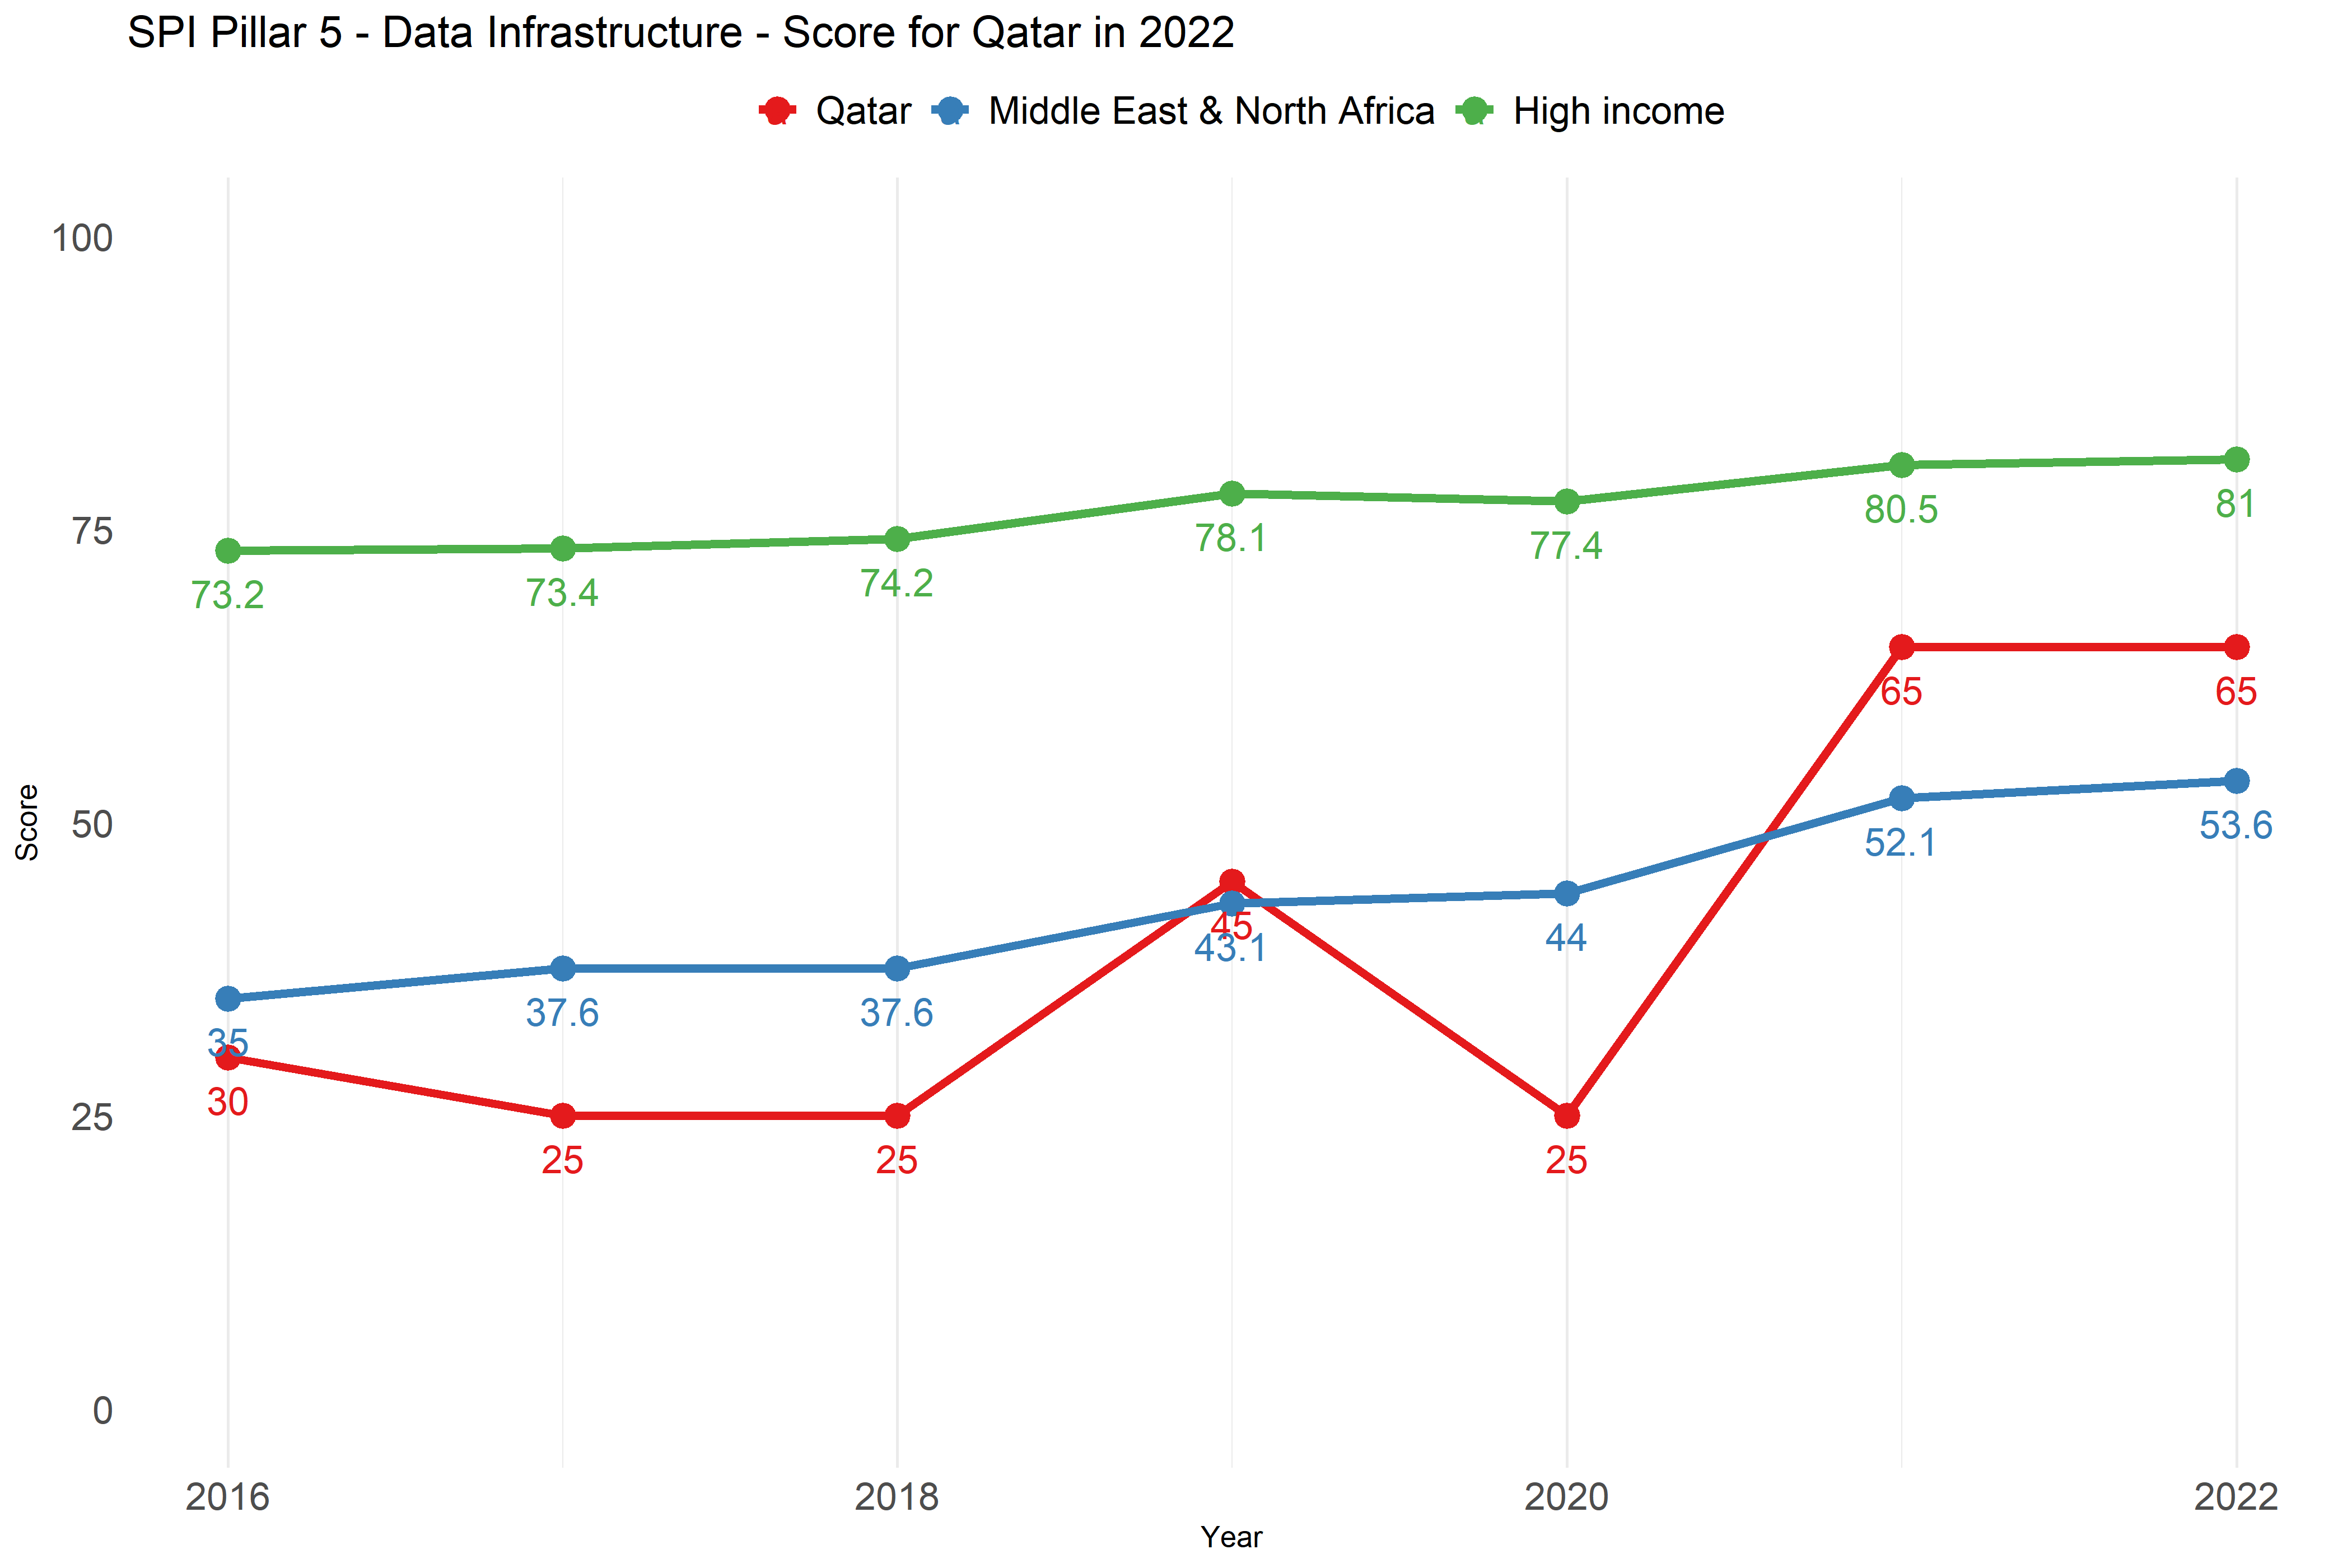 SPI Pillar 5 - Data Infrastructure - Score for Qatar in 2022
Qatar Middle East & North Africa High income
100
75
50
25
0
Score
73.2 73.4 74.2 78.1 77.4 80.5 81
30 25 25 45 25 65 65
35 37.6 37.6 43.1 44 52.1 53.6
2016 2018 2020 2022
Year